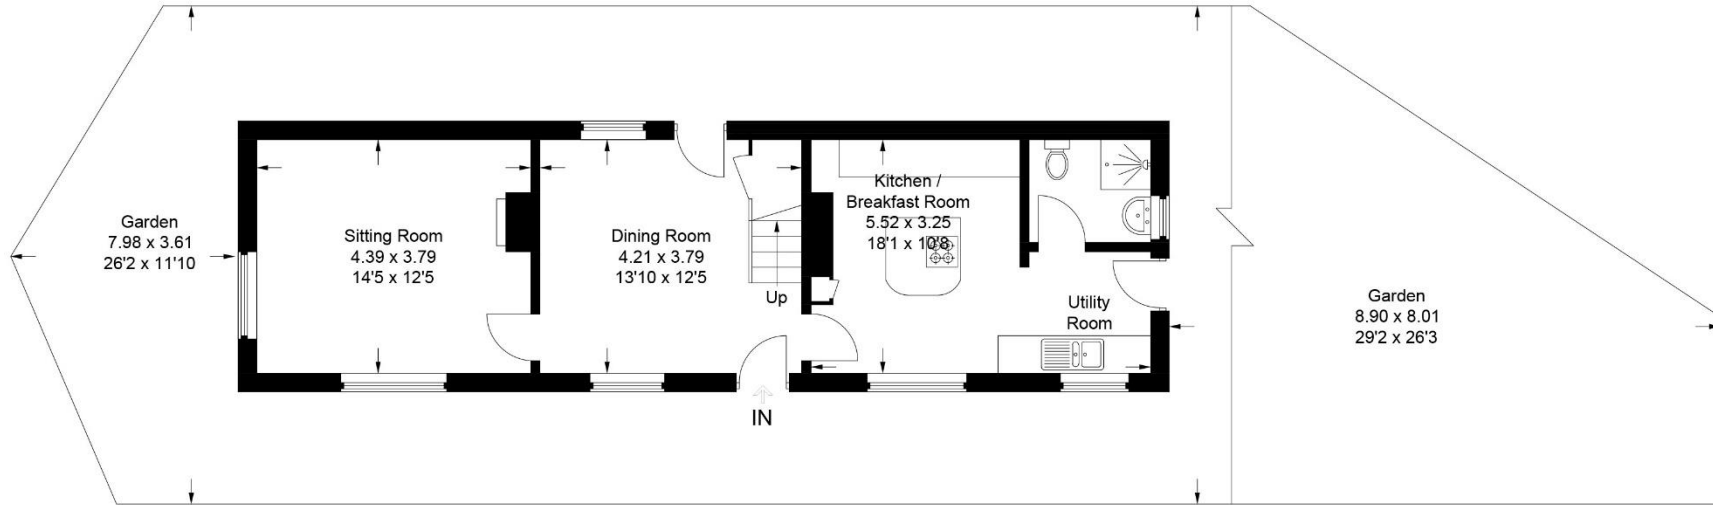 Garden
7.98 x 3.61
26'2 x 11'10
Sitting Room
4.39 x 3.79
14'5 x 12'5
Dining Room
4.21 x 3.79
13'10 x 12'5
Up
IN
Kitchen /
Breakfast Room
5.52 x 3.25
18'1 x 10'8
Utility
Room
Garden
8.90 x 8.01
29'2 x 26'3